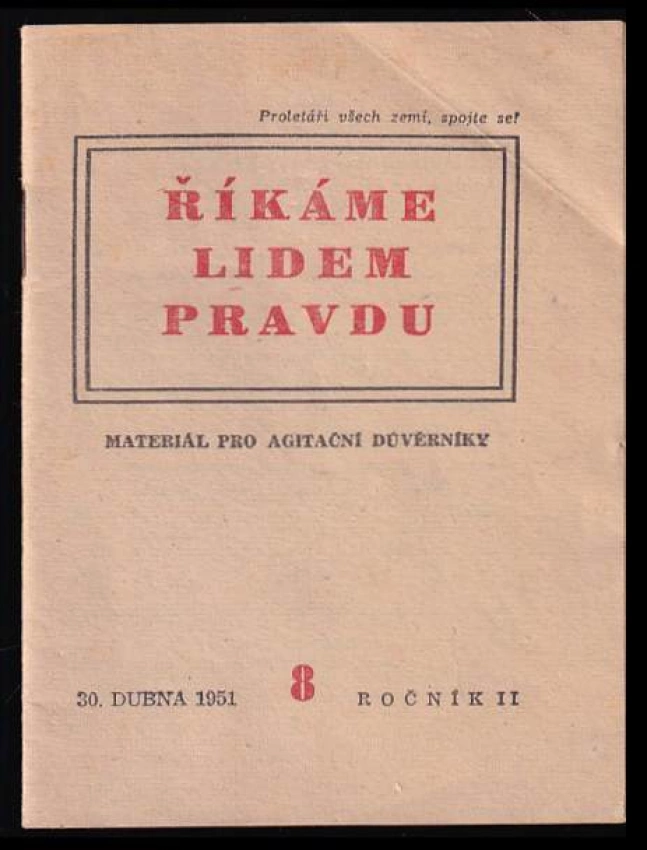 Proletáři všech zemí, spojte se!
ŘÍKÁME
LIDEM
PRAVDU
MATERIÁL PRO AGITAČNÍ DŮVĚRNÍKY
30. DUBNA 1951 8 ROČNÍK II